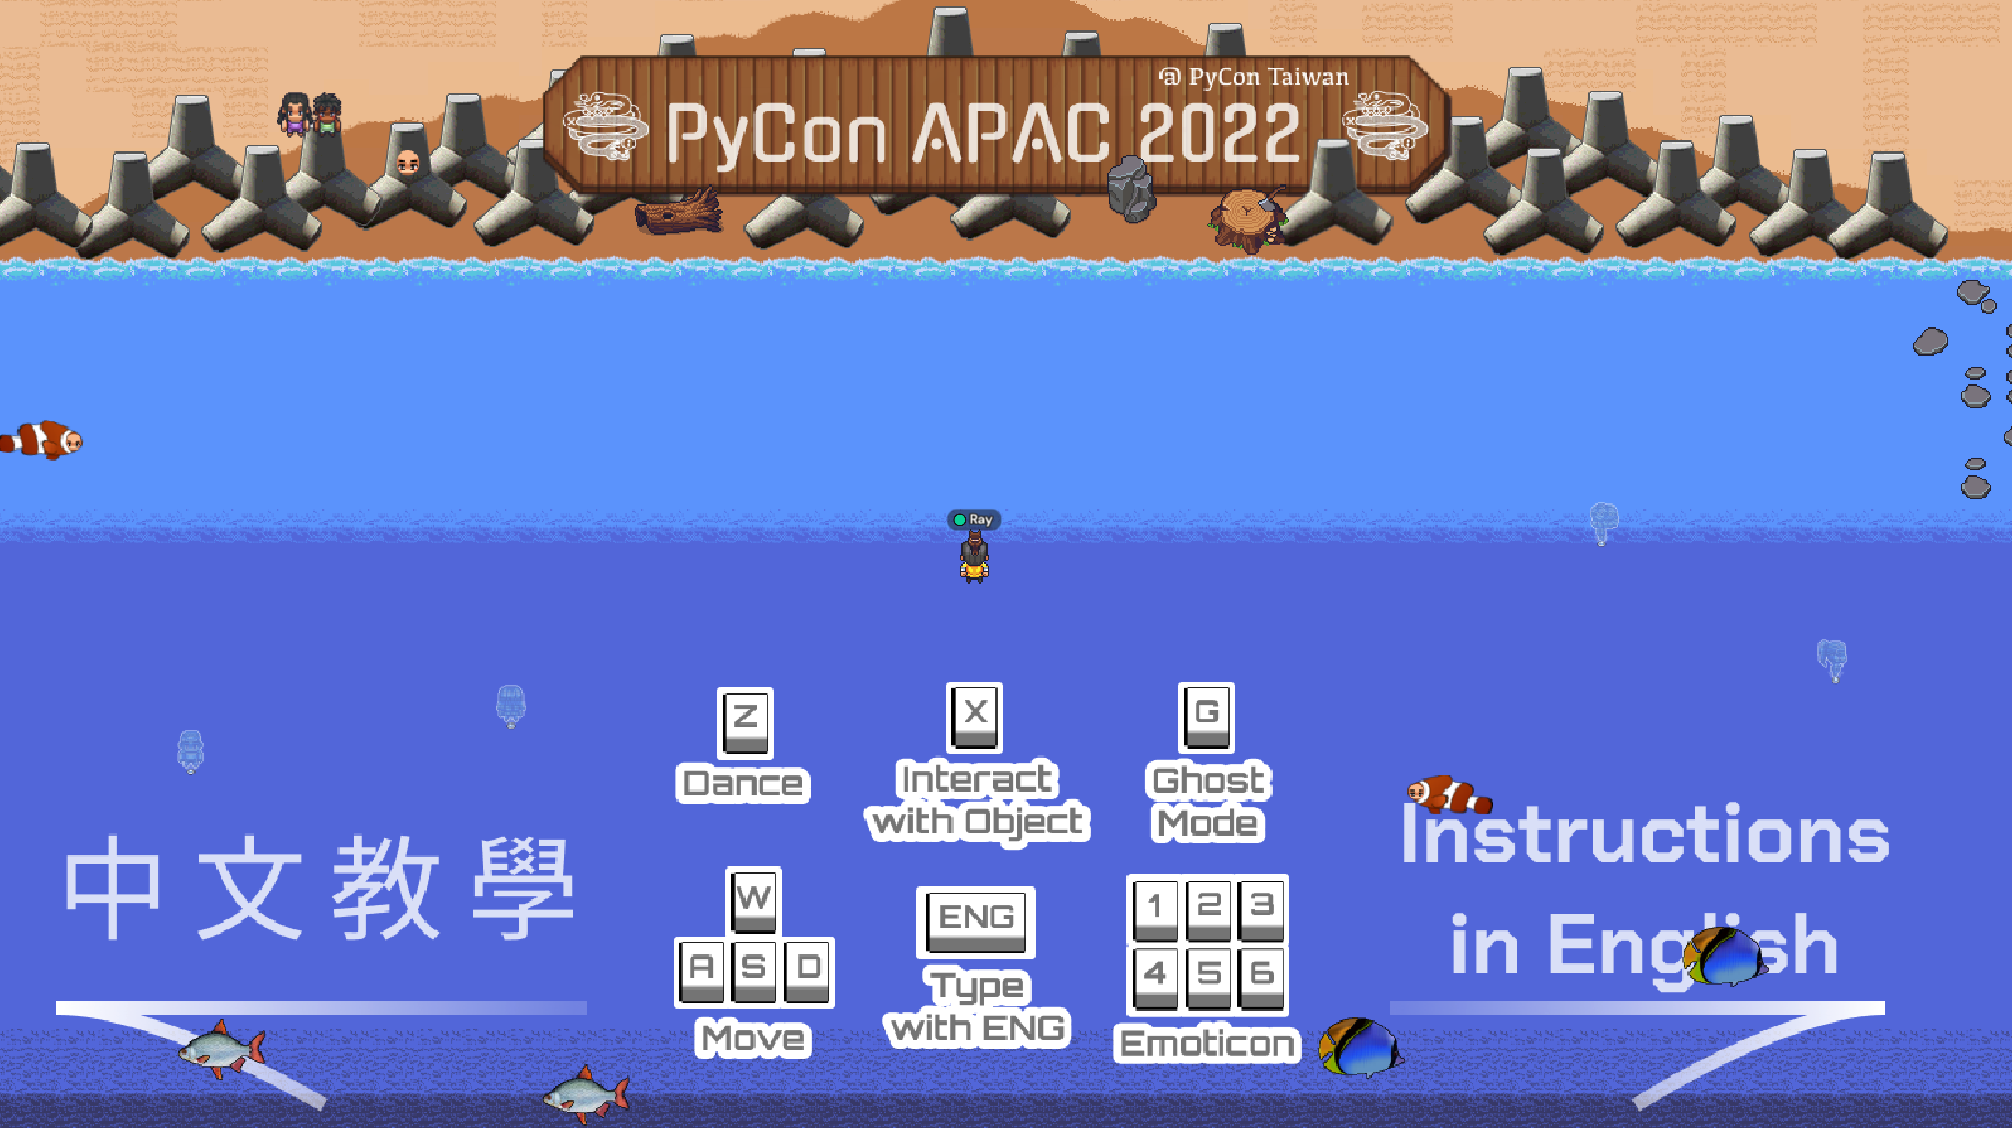 @ PyCon Taiwan
PyCon APAC 2022
Ray
Z
Dance
X
Interact
with Object
G
Ghost
Mode
中文教學
W
A S D
Move
ENG
Type
with ENG
1 2 3
4 5 6
Emoticon
Instructions
in English